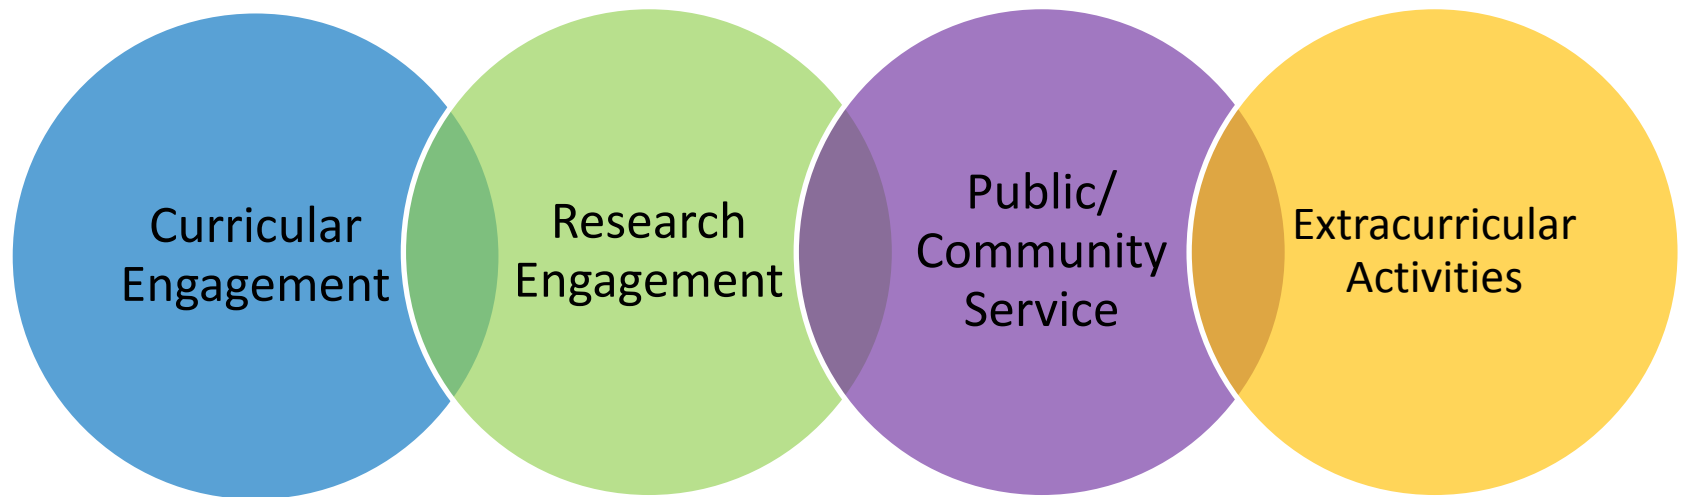 Curricular
Engagement
Research
Engagement
Public/
Community
Service
Extracurricular
Activities